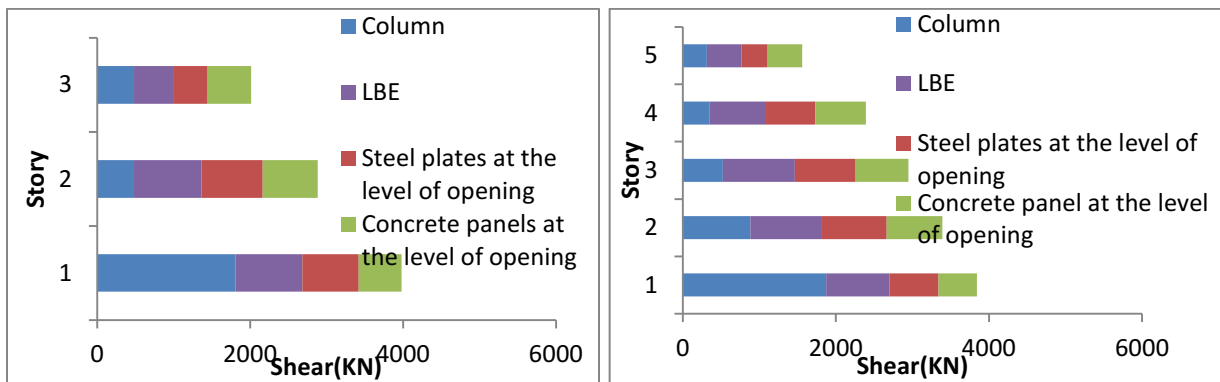 Column
LBE
Steel plates at the
level of opening
Concrete panels at
the level of opening
Story
3
2
1
0
2000
4000
6000
Shear(KN)
Column
LBE
Steel plates at the level of
opening
Concrete panel at the level
of opening
Story
5
4
3
2
1
0
2000
4000
6000
Shear(KN)